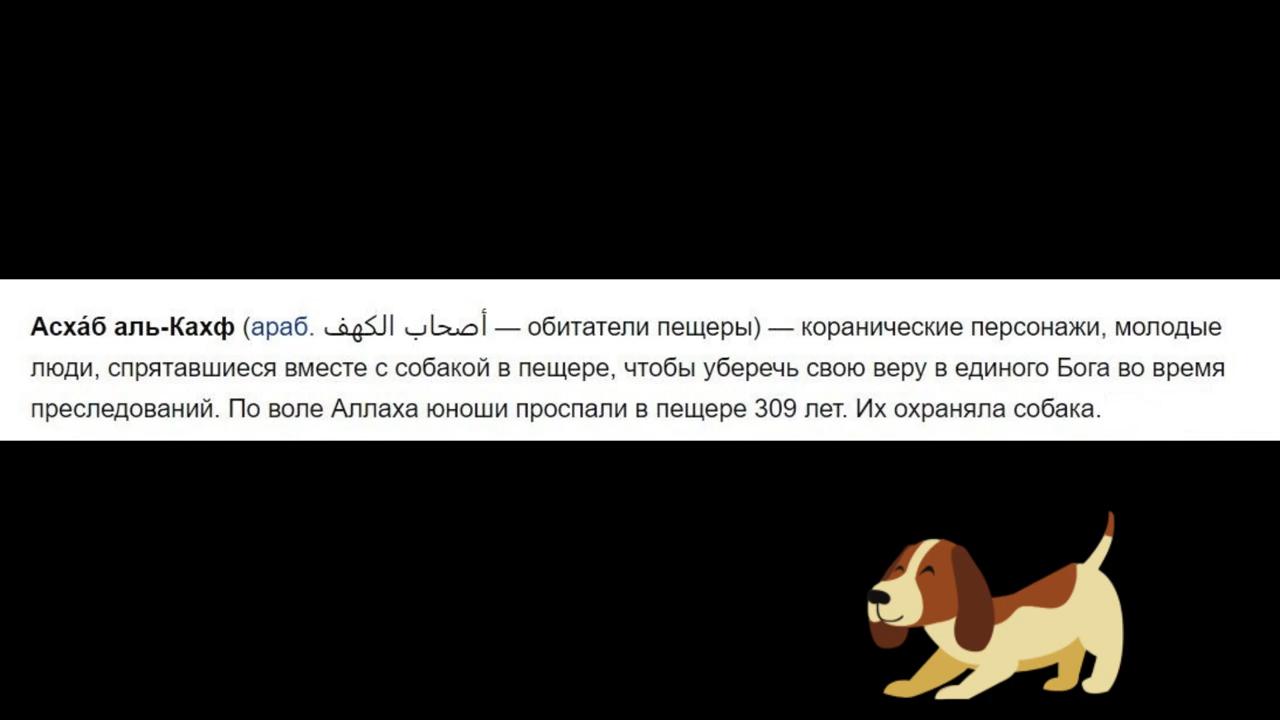 Асха́б аль-Кахф (араб. أصحاب الكهف — обитатели пещеры) — коранические персонажи, молодые
люди, спрятавшиеся вместе с собакой в пещере, чтобы уберечь свою веру в единого Бога во время
преследований. По воле Аллаха юноши проспали в пещере 309 лет. Их охраняла собака.